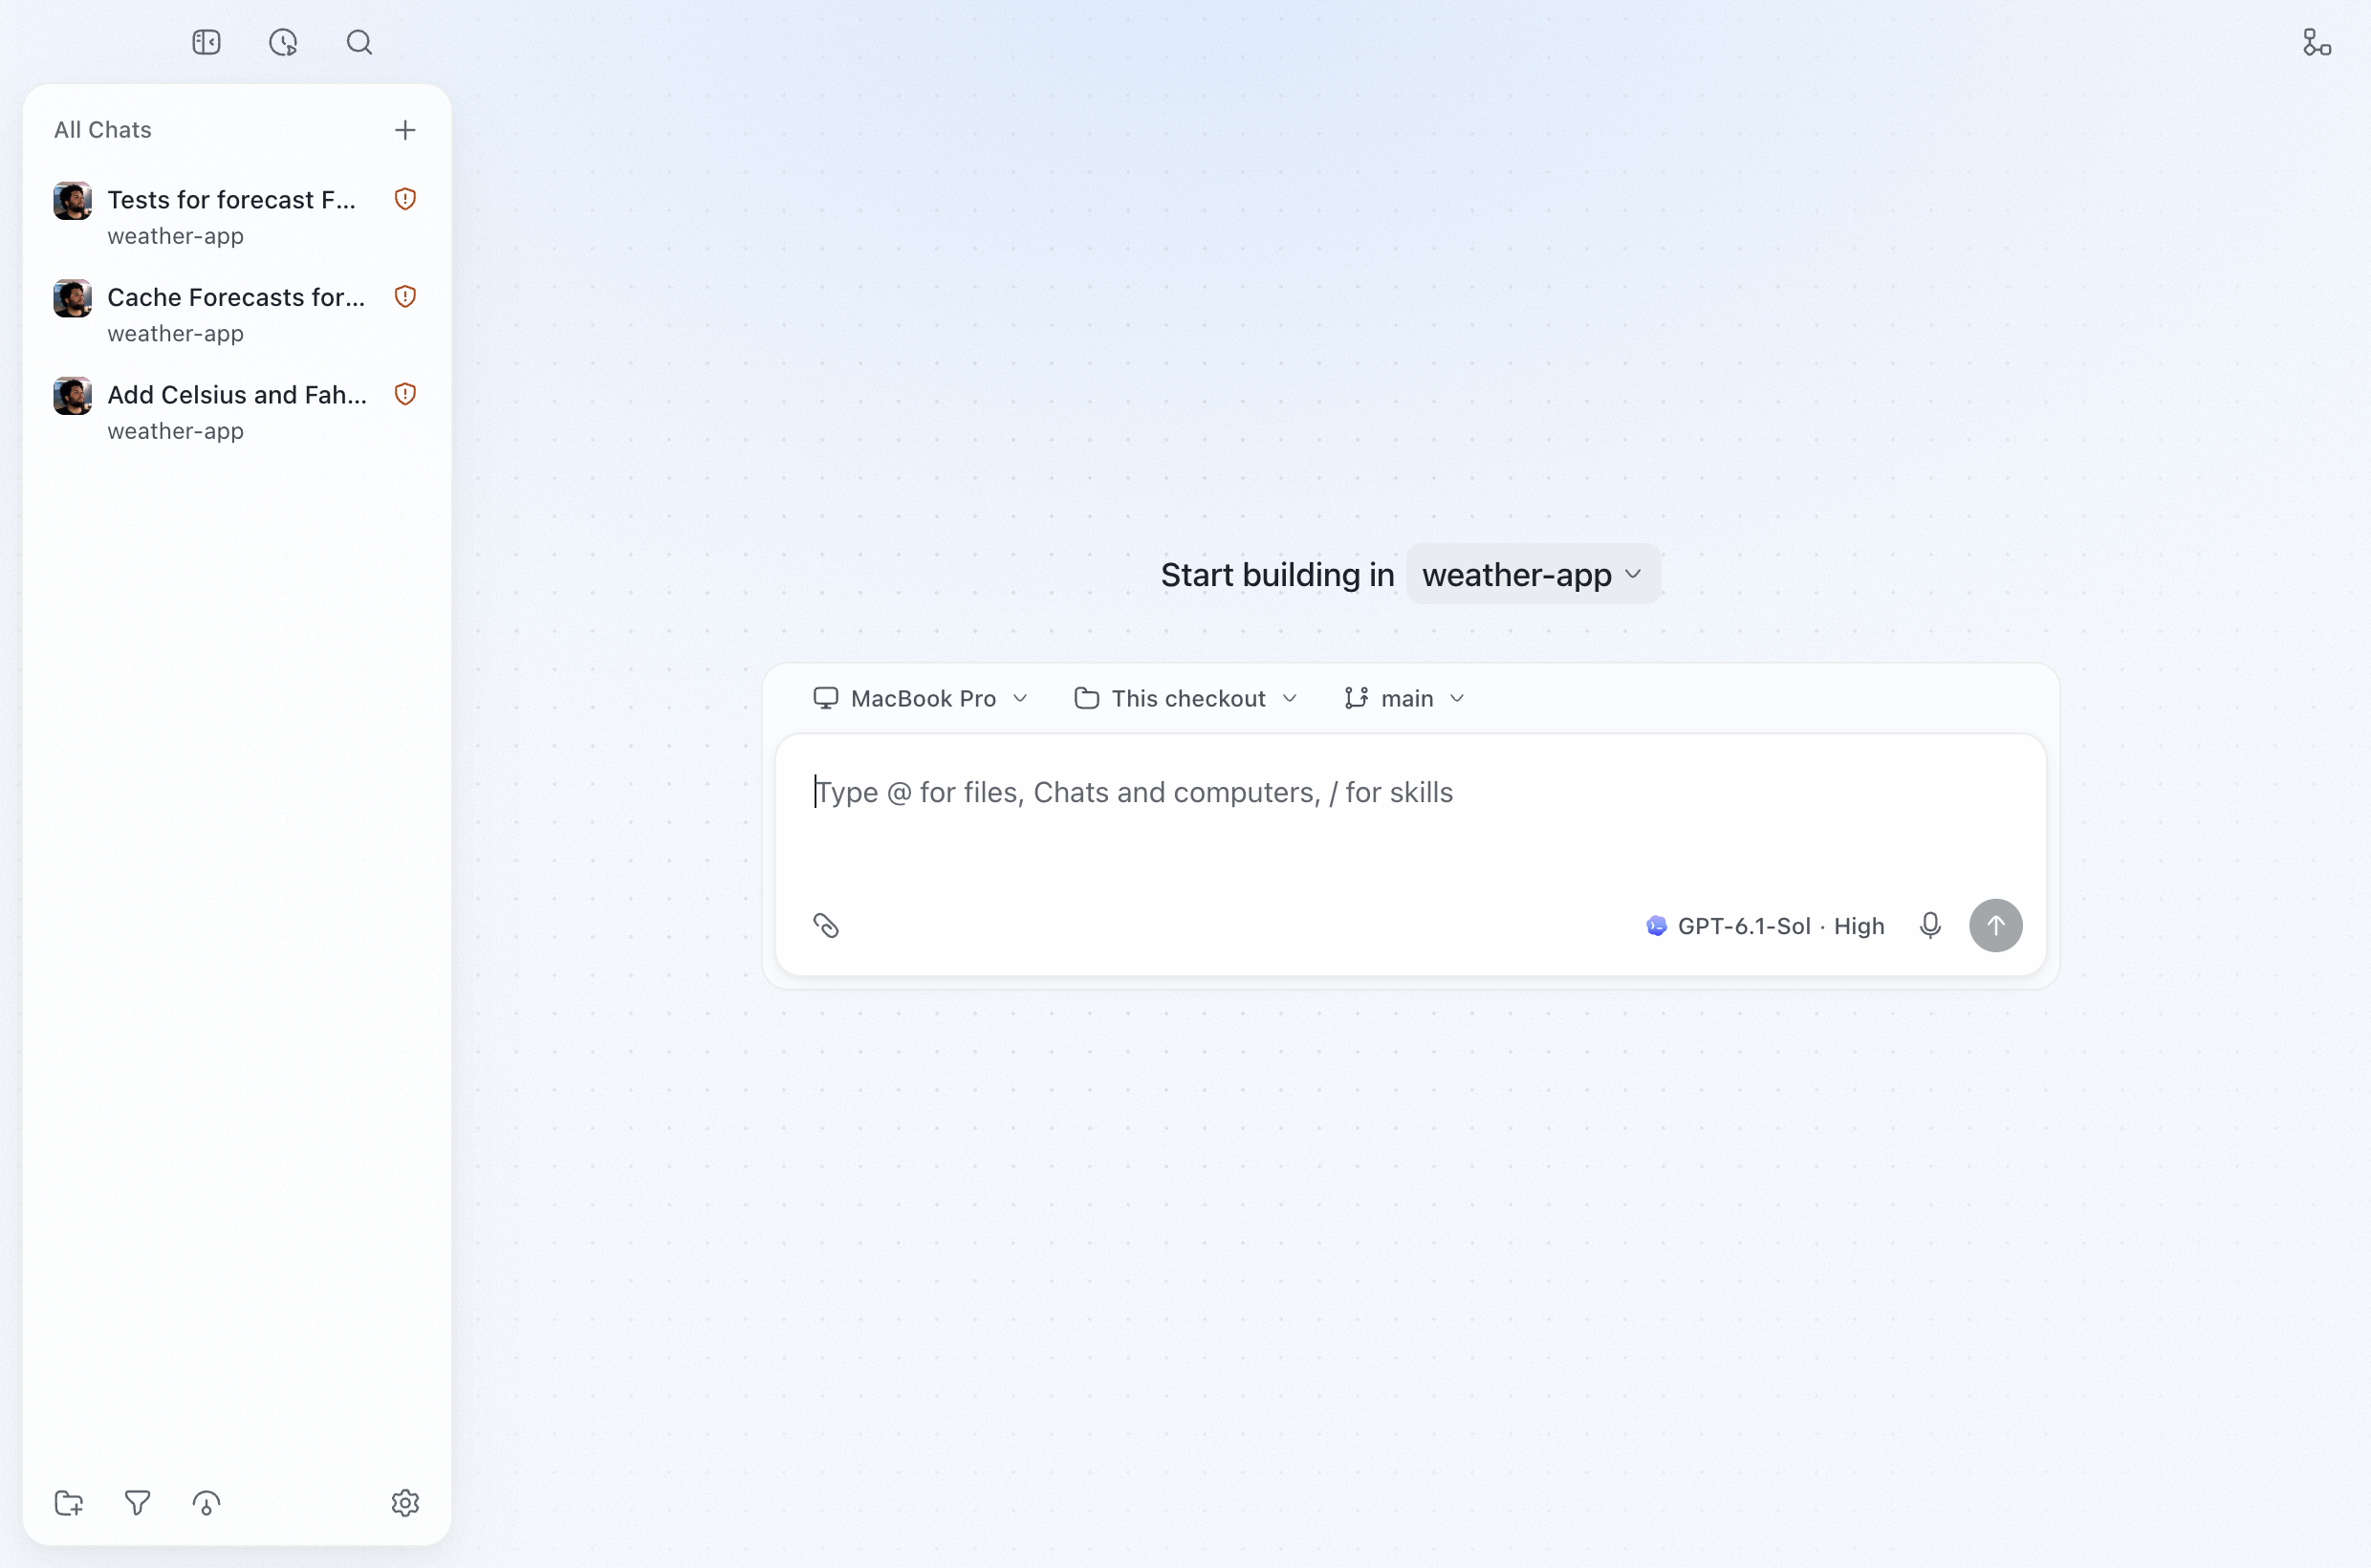 All Chats
Tests for forecast F...
weather-app
Cache Forecasts for...
weather-app
Add Celsius and Fah...
weather-app
Start building in weather-app
MacBook Pro This checkout main
Type @ for files, Chats and computers, / for skills
GPT-6.1-Sol · High